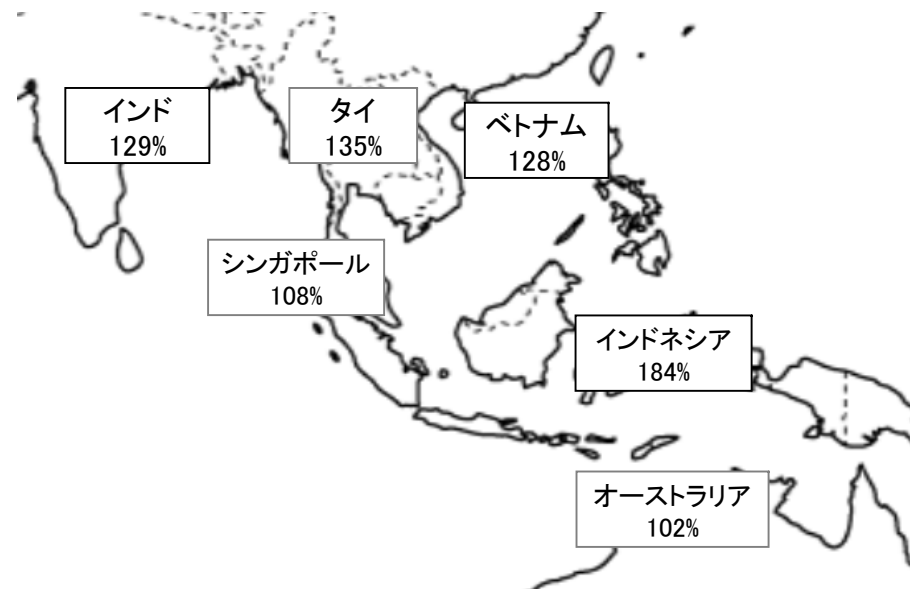 インド
129%
タイ
135%
ベトナム
128%
シンガポール
108%
インドネシア
184%
オーストラリア
102%